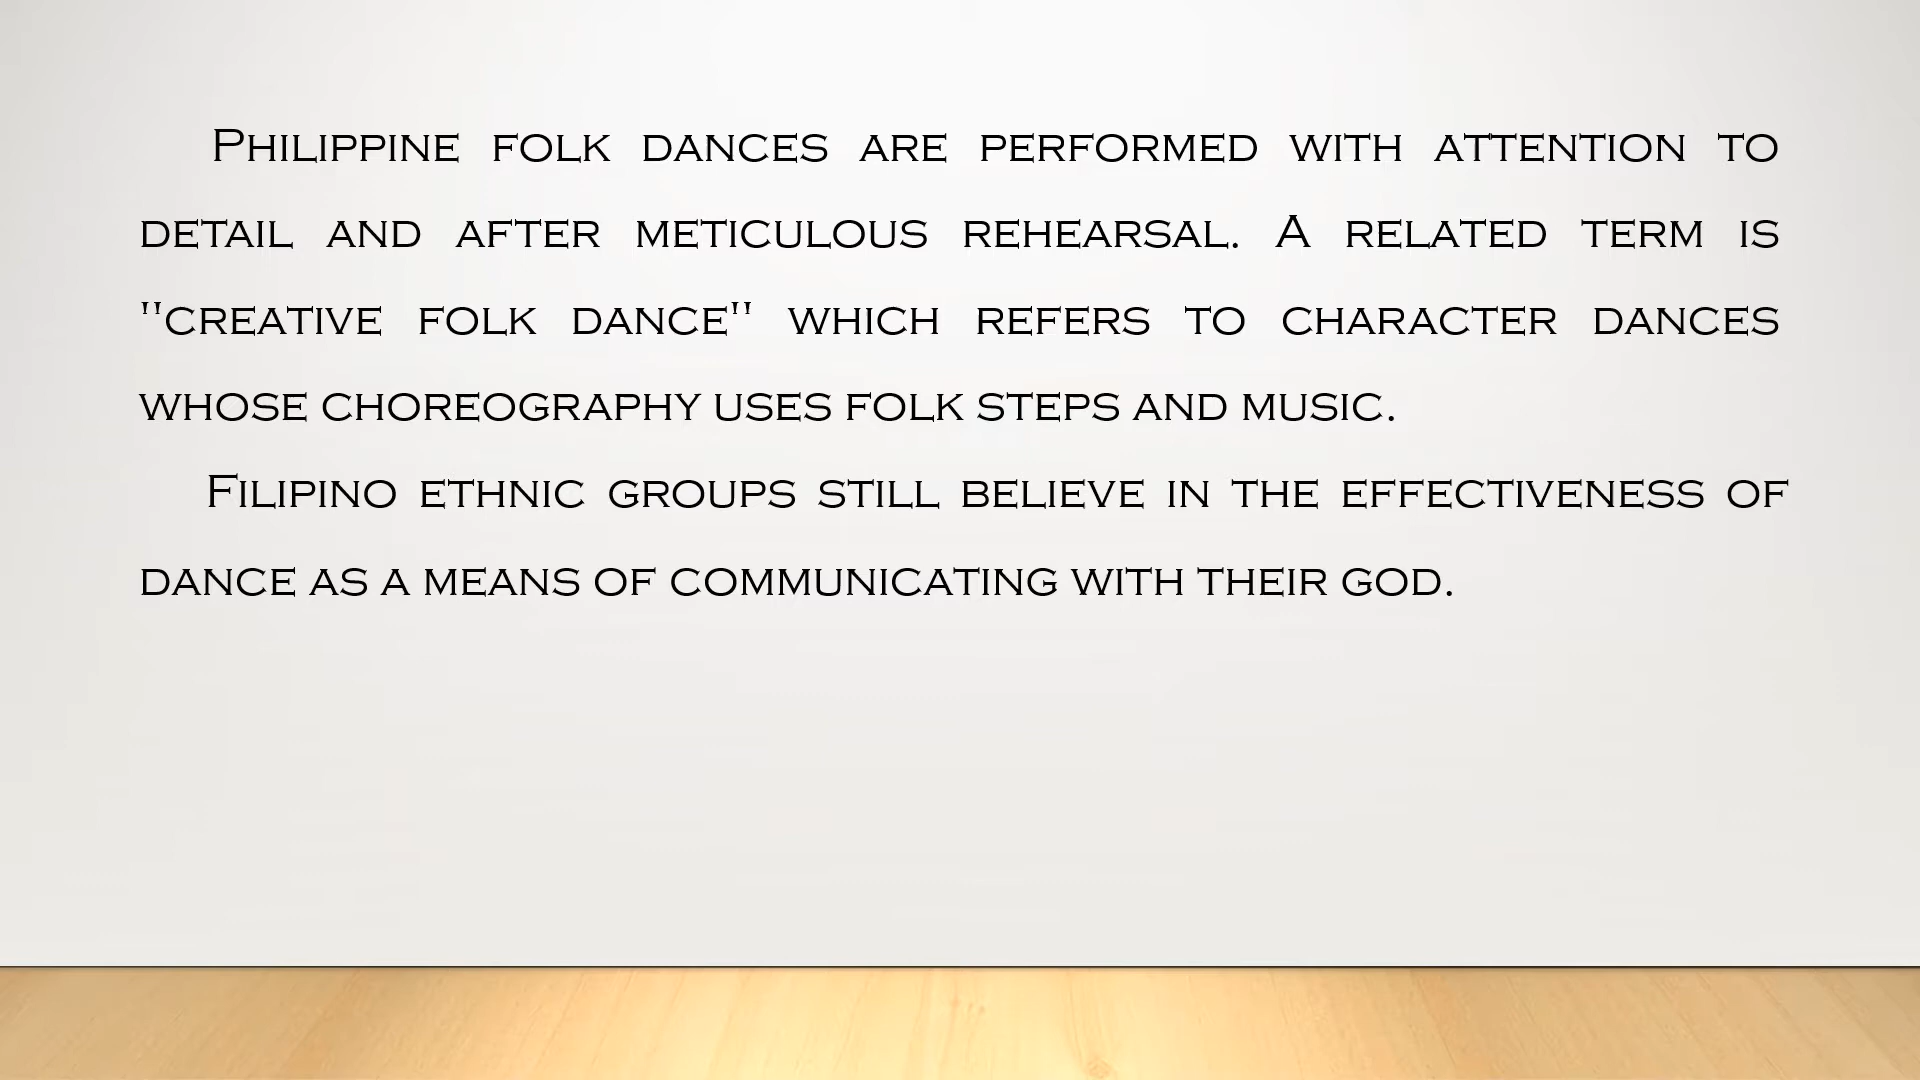 Philippine folk dances are performed with attention to
detail and after meticulous rehearsal. A related term is
"creative folk dance" which refers to character dances
whose choreography uses folk steps and music.
Filipino ethnic groups still believe in the effectiveness of
dance as a means of communicating with their god.